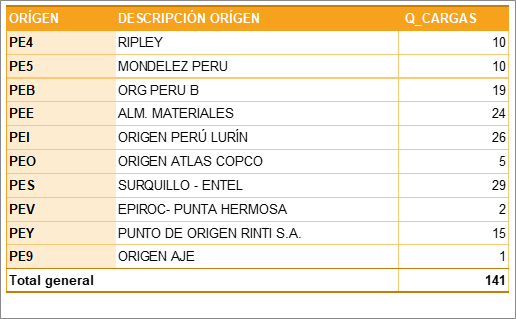 ORÍGEN DESCRIPCIÓN ORÍGEN Q_CARGAS
PE4 RIPLEY 10
PE5 MONDELEZ PERU 10
PEB ORG PERU B 19
PEE ALM. MATERIALES 24
PEI ORIGEN PERÚ LURÍN 26
PEO ORIGEN ATLAS COPCO 5
PES SURQUILLO - ENTEL 29
PEV EPIROC- PUNTA HERMOSA 2
PEY PUNTO DE ORIGEN RINTI S.A. 15
PE9 ORIGEN AJE 1
Total general 141